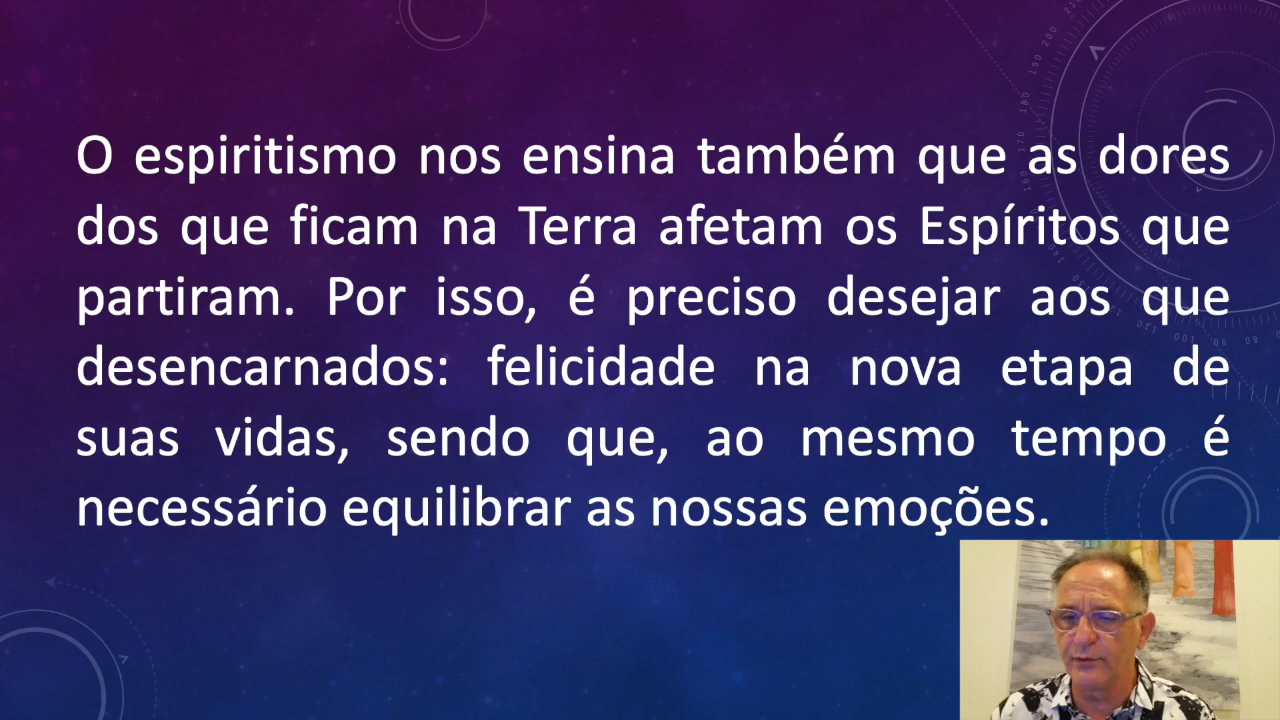 O espiritismo nos ensina também que as dores
dos que ficam na Terra afetam os Espíritos que
partiram. Por isso, é preciso desejar aos que
desencarnados: felicidade na nova etapa de
suas vidas, sendo que, ao mesmo tempo é
necessário equilibrar as nossas emoções.